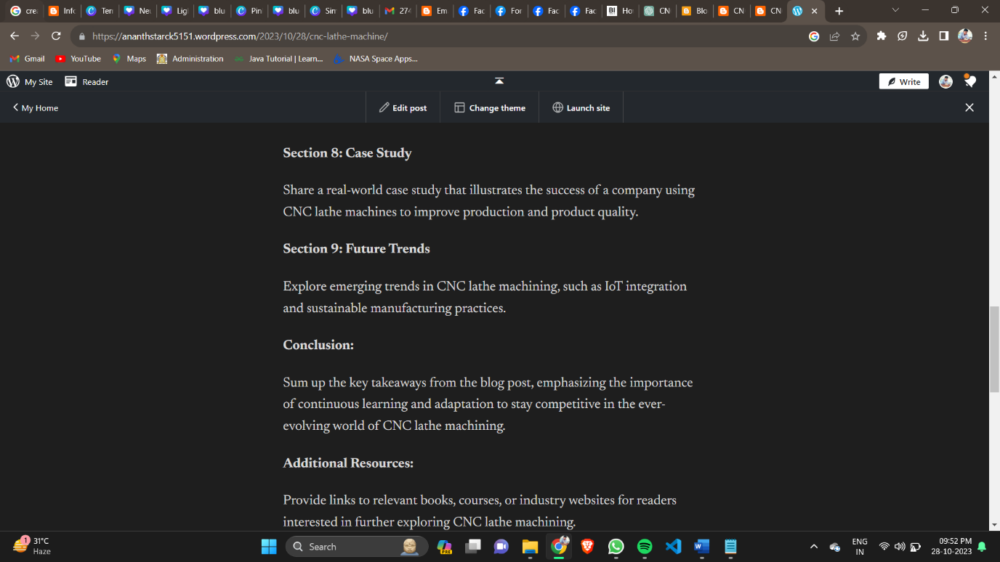 crea
Info
Ten
Nev
Ligh
blu
Pin
blu
Sim
blu
274
Em
Fac
For
Fac
Fac
Ho
CN
Blo
CN
CN
https://ananthstarck5151.wordpress.com/2023/10/28/cnc-lathe-machine/
Gmail YouTube Maps Administration Java Tutorial | Learn... NASA Space Apps...
My Site Reader Write
My Home Edit post Change theme Launch site
Section 8: Case Study
Share a real-world case study that illustrates the success of a company using
CNC lathe machines to improve production and product quality.
Section 9: Future Trends
Explore emerging trends in CNC lathe machining, such as IoT integration
and sustainable manufacturing practices.
Conclusion:
Sum up the key takeaways from the blog post, emphasizing the importance
of continuous learning and adaptation to stay competitive in the ever-
evolving world of CNC lathe machining.
Additional Resources:
Provide links to relevant books, courses, or industry websites for readers
interested in further exploring CNC lathe machining.
1 31°C
Haze
Search
PRE
ENG
IN
09:52 PM
28-10-2023